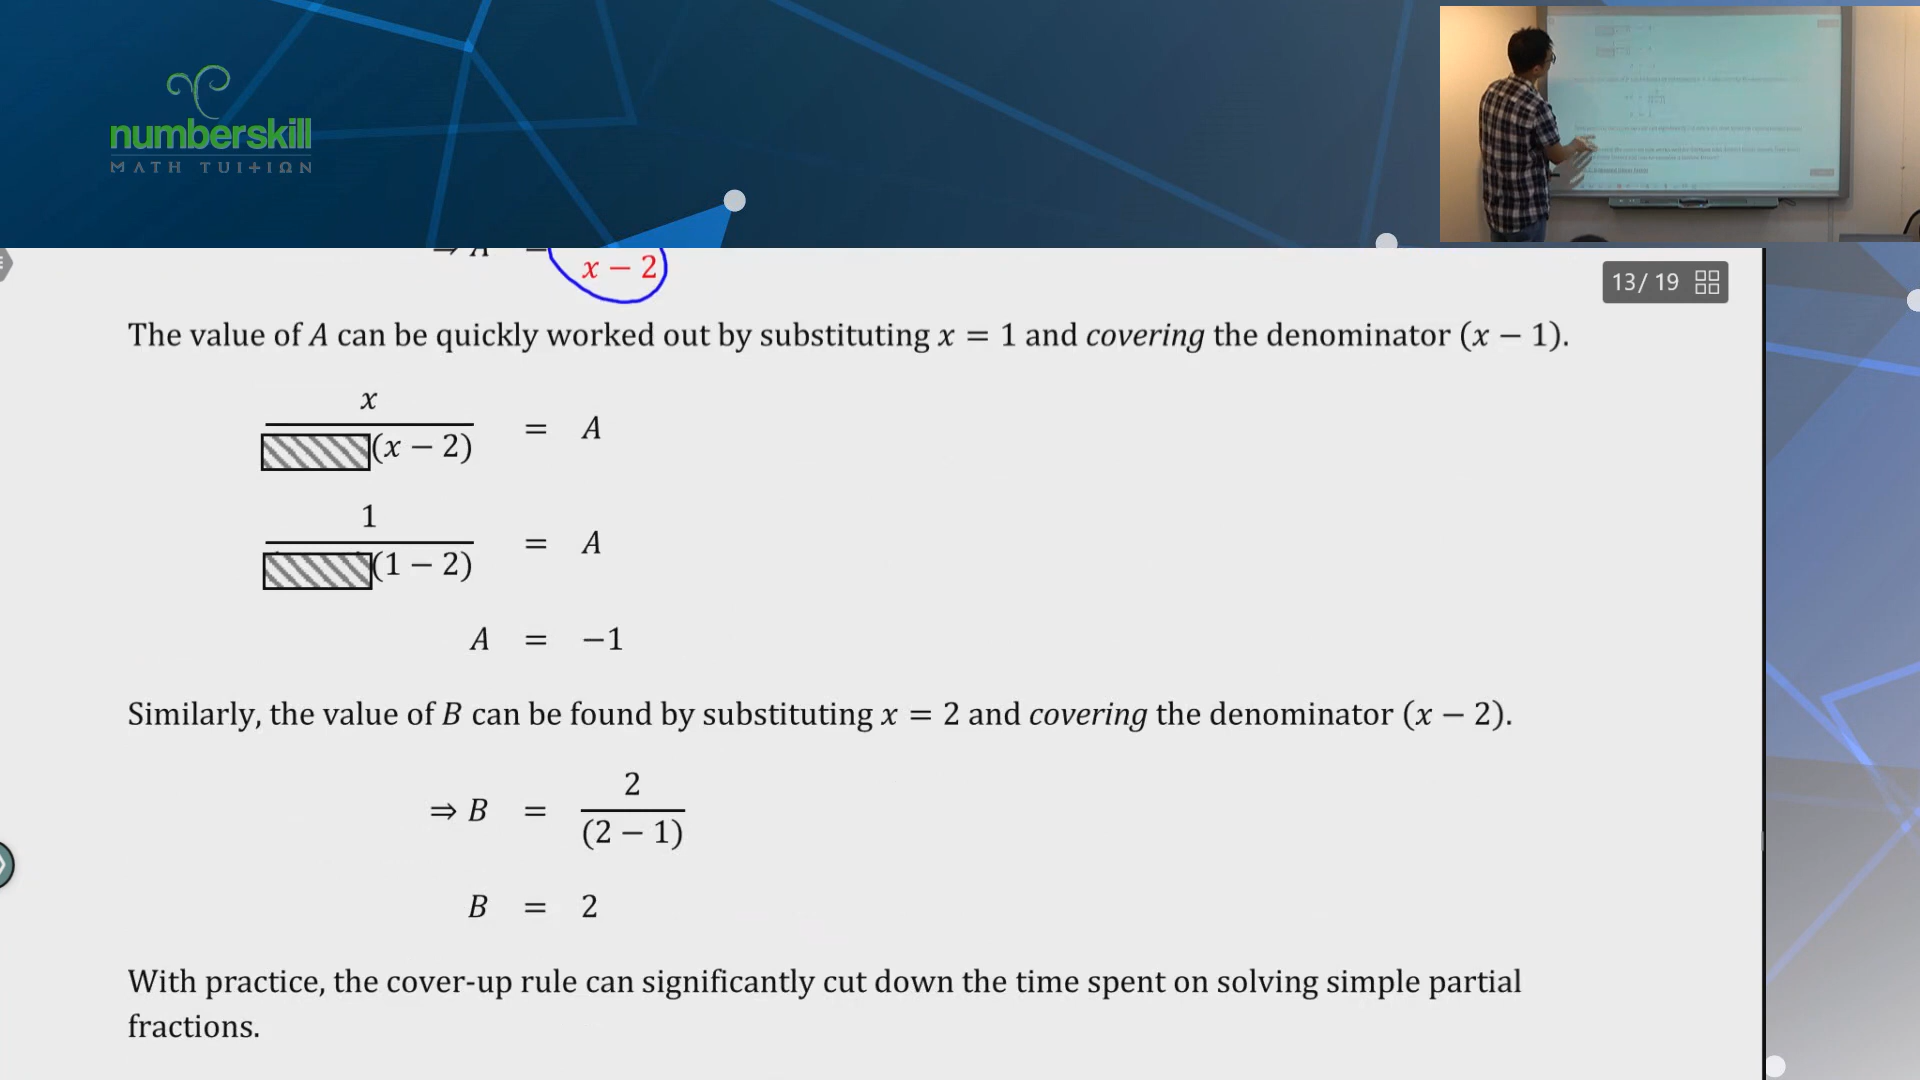 numberskill
MATH TUITION
⇒ A =
x − 2
13/ 19
The value of A can be quickly worked out by substituting x = 1 and covering the denominator (x − 1).
x
(x − 2) = A
1
(1 − 2) = A
A = −1
Similarly, the value of B can be found by substituting x = 2 and covering the denominator (x − 2).
2
⇒ B =
(2 − 1)
B = 2
With practice, the cover-up rule can significantly cut down the time spent on solving simple partial
fractions.